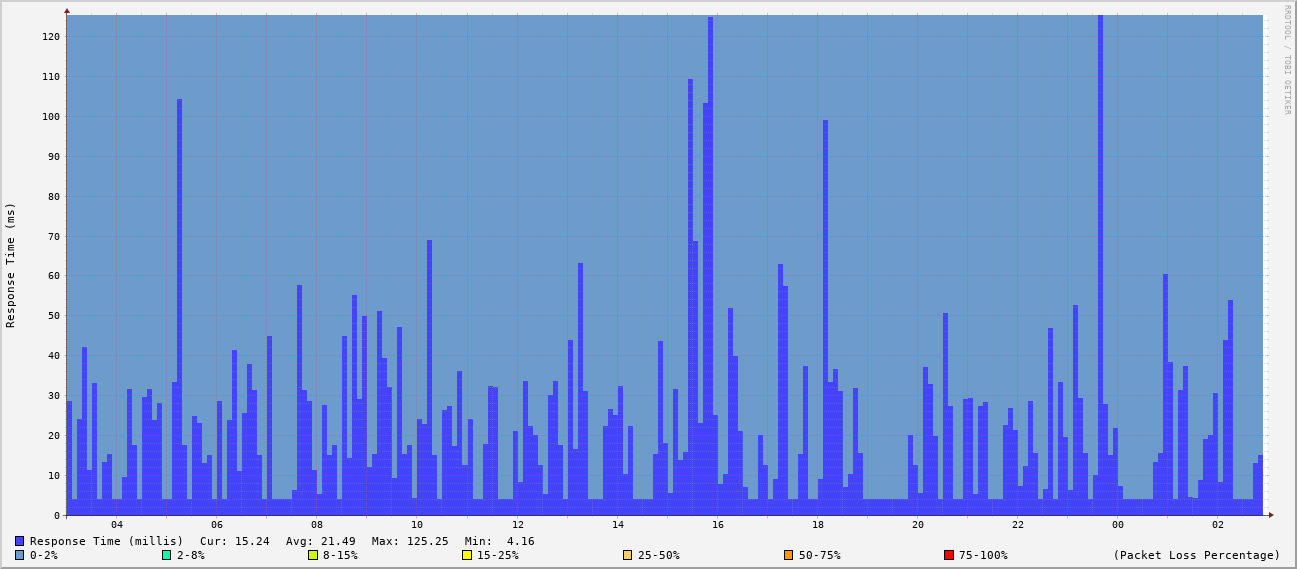 RRDTOOL / TOBI OETIKER
Response Time (ms)
120
110
100
90
80
70
60
50
40
30
20
10
0
04 06 08 10 12 14 16 18 20 22 00 02
Response Time (millis) Cur: 15.24 Avg: 21.49 Max: 125.25 Min: 4.16
0-2% 2-8% 8-15% 15-25% 25-50% 50-75% 75-100% (Packet Loss Percentage)